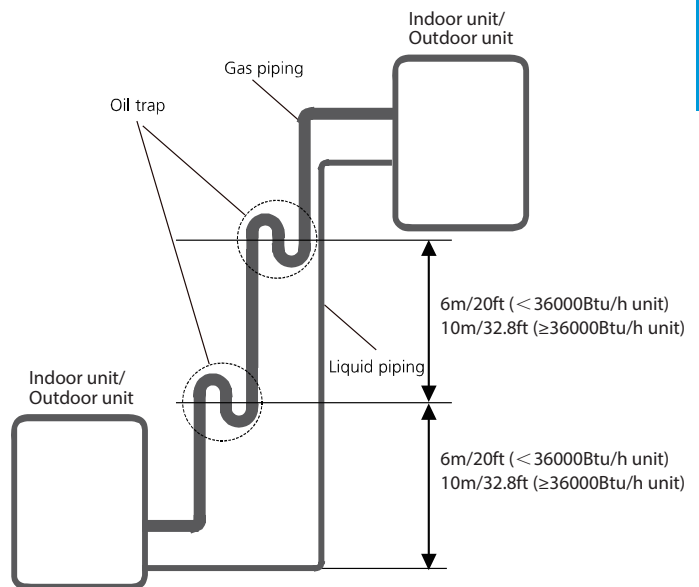 Indoor unit/
Outdoor unit
Gas piping
Oil trap
6m/20ft (<36000Btu/h unit)
10m/32.8ft (≥36000Btu/h unit)
Liquid piping
Indoor unit/
Outdoor unit
6m/20ft (<36000Btu/h unit)
10m/32.8ft (≥36000Btu/h unit)